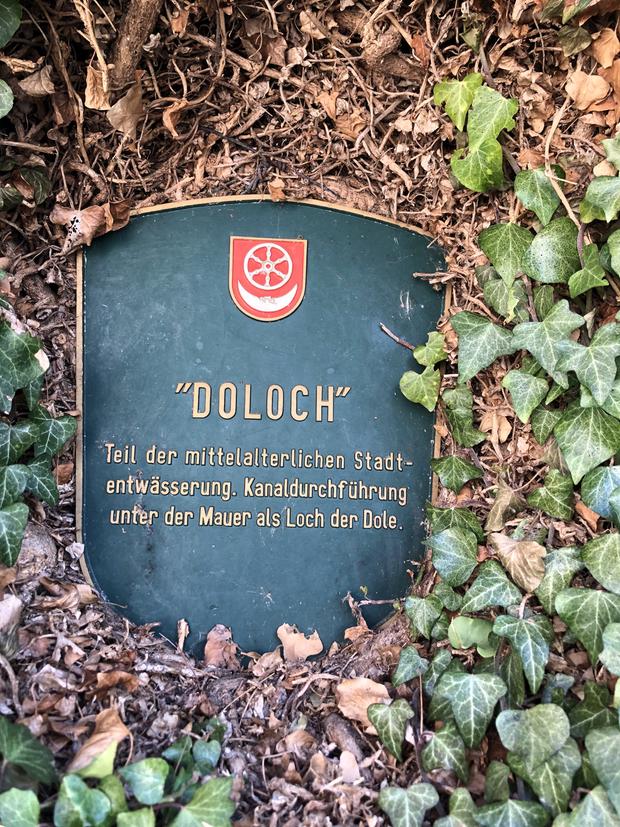 "DOLOCH"
Teil der mittelalterlichen Stadt-
entwässerung. Kanaldurchführung
unter der Mauer als Loch der Dole.